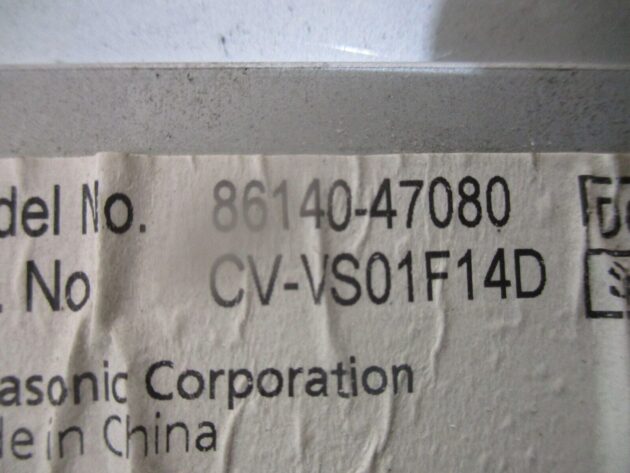 del No. 86140-47080
. No CV-VS01F14D
asonic Corporation
de in China